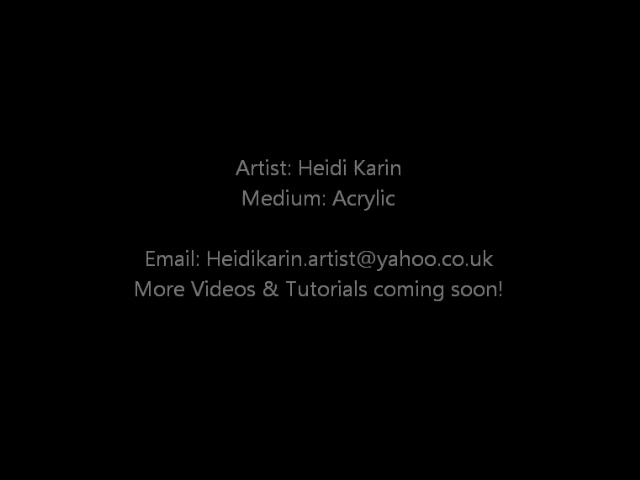 Artist: Heidi Karin
Medium: Acrylic
Email: Heidikarin.artist@yahoo.co.uk
More Videos & Tutorials coming soon!